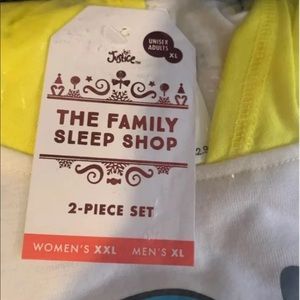 Justice
UNISEX
ADULTS
XL
THE FAMILY
SLEEP SHOP
2-PIECE SET
WOMEN'S XXL MEN'S XL